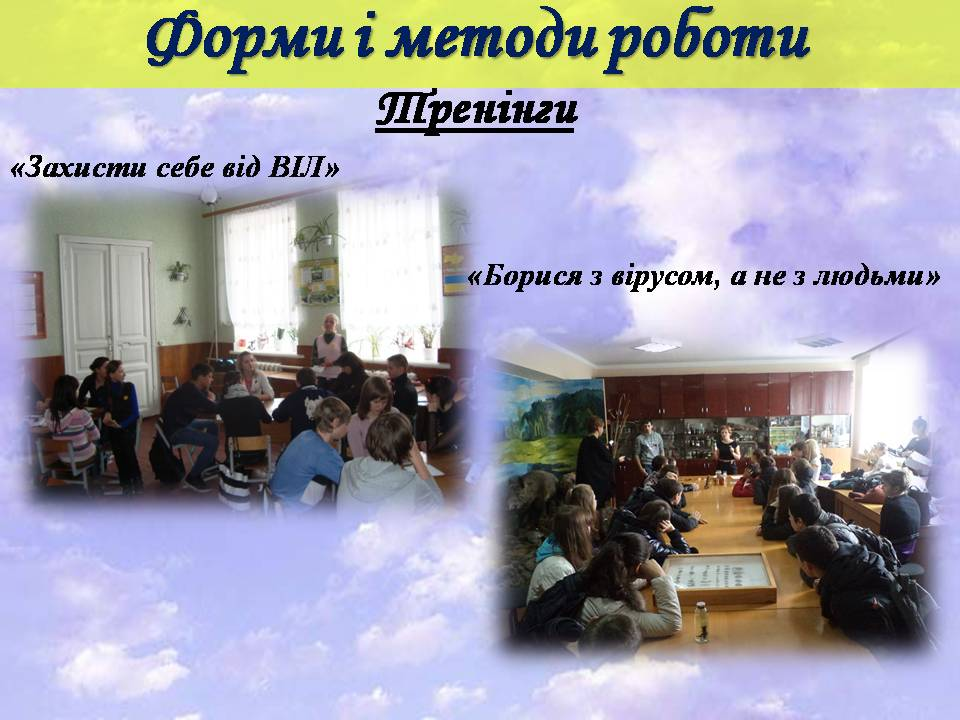 Форми і методи роботи
Тренінги
«Захисти себе від ВІЛ»
«Борися з вірусом, а не з людьми»